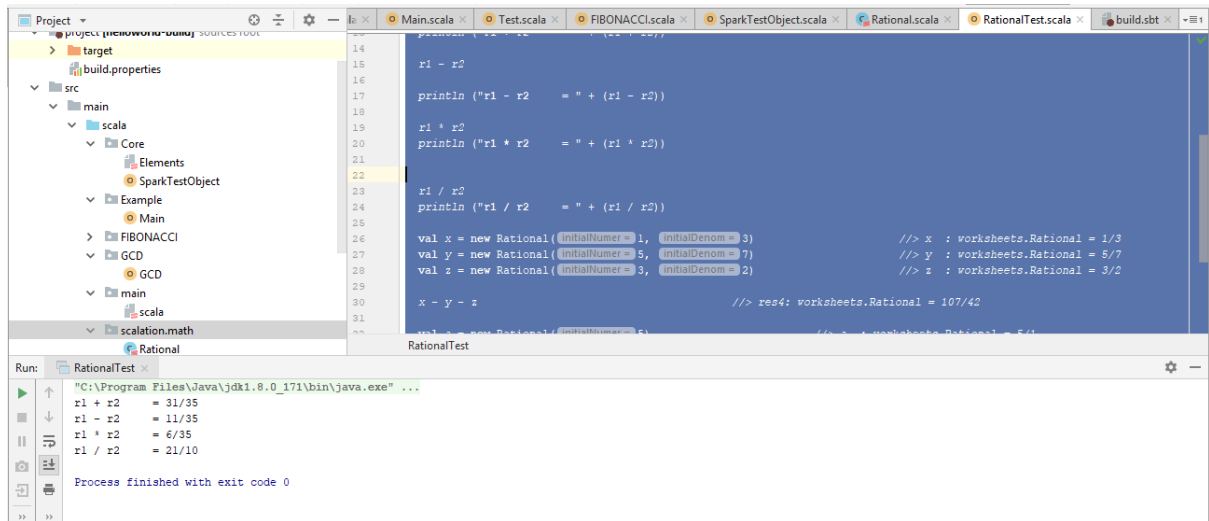 Project
la × Main.scala × Test.scala × FIBONACCI.scala × SparkTestObject.scala × Rational.scala × RationalTest.scala × build.sbt ×
project [helloworld-build] sources root
target
build.properties
src
main
scala
Core
Elements
SparkTestObject
Example
Main
FIBONACCI
GCD
GCD
main
scala
scalation.math
Rational
14
15 r1 - r2
16
17 println ("r1 - r2 = " + (r1 - r2))
18
19 r1 * r2
20 println ("r1 * r2 = " + (r1 * r2))
21
22
23 r1 / r2
24 println ("r1 / r2 = " + (r1 / r2))
25
26 val x = new Rational( initialNumer = 1, initialDenom = 3) //> x : worksheets.Rational = 1/3
27 val y = new Rational( initialNumer = 5, initialDenom = 7) //> y : worksheets.Rational = 5/7
28 val z = new Rational( initialNumer = 3, initialDenom = 2) //> z : worksheets.Rational = 3/2
29
30 x - y - z //> res4: worksheets.Rational = 107/42
31
RationalTest
Run: RationalTest ×
"C:\Program Files\Java\jdk1.8.0_171\bin\java.exe" ...
r1 + r2 = 31/35
r1 - r2 = 11/35
r1 * r2 = 6/35
r1 / r2 = 21/10
Process finished with exit code 0